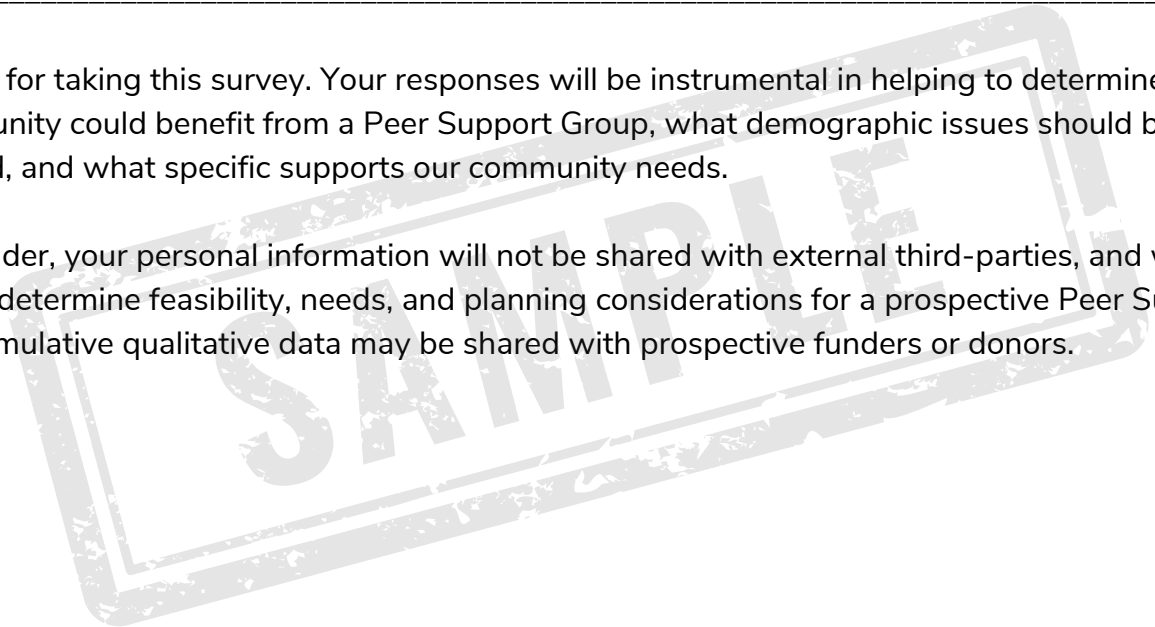 for taking this survey. Your responses will be instrumental in helping to determine
unity could benefit from a Peer Support Group, what demographic issues should b
, and what specific supports our community needs.
der, your personal information will not be shared with external third-parties, and
determine feasibility, needs, and planning considerations for a prospective Peer Su
mulative qualitative data may be shared with prospective funders or donors.
SAMPLE